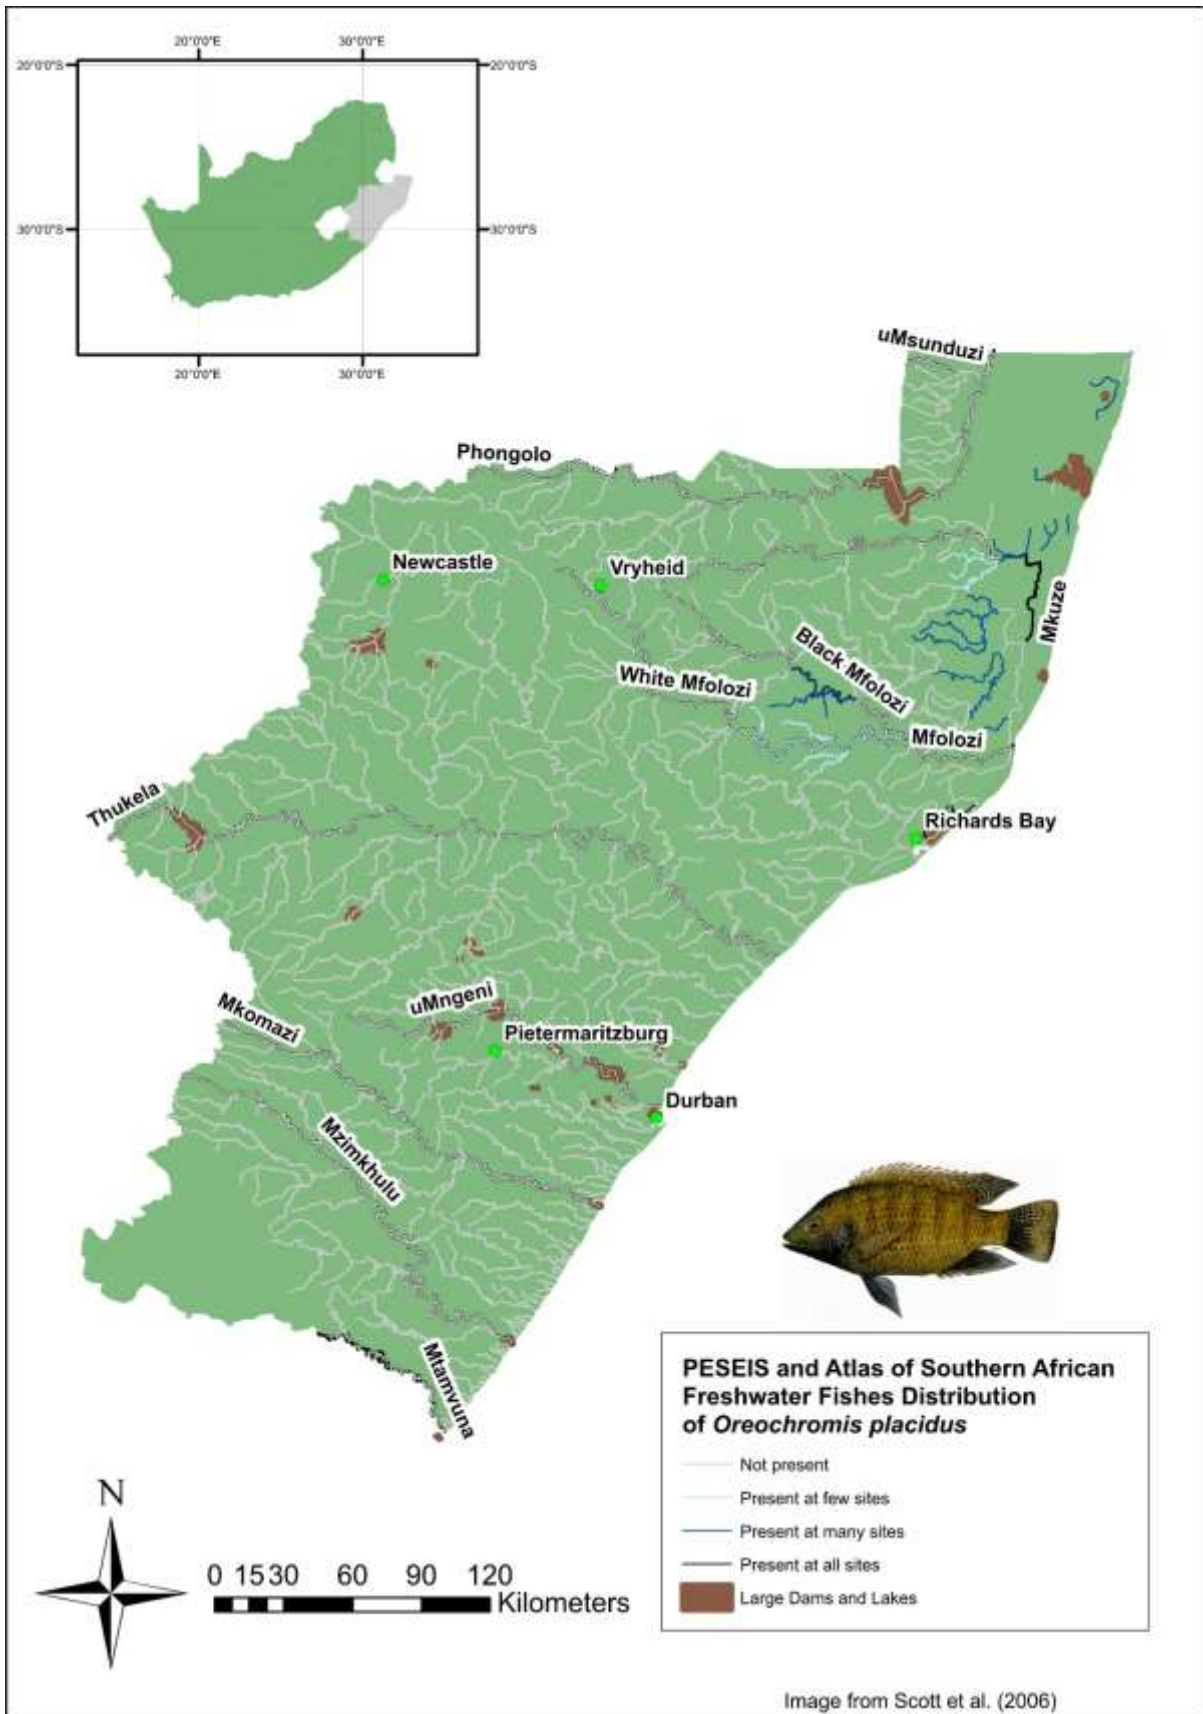 20°0'0"E 30°0'0"E
20°0'0"S 20°0'0"S
30°0'0"S 30°0'0"S
20°0'0"E 30°0'0"E
uMsunduzi
Phongolo
Newcastle
Vryheid
Mkuze
Black Mfolozi
White Mfolozi
Mfolozi
Thukela
Richards Bay
uMngeni
Mkomazi
Pietermaritzburg
Durban
Mzimkhulu
Mtamvuna
PESEIS and Atlas of Southern African
Freshwater Fishes Distribution
of Oreochromis placidus
Not present
Present at few sites
Present at many sites
Present at all sites
Large Dams and Lakes
N
0 15 30 60 90 120
Kilometers
Image from Scott et al. (2006)